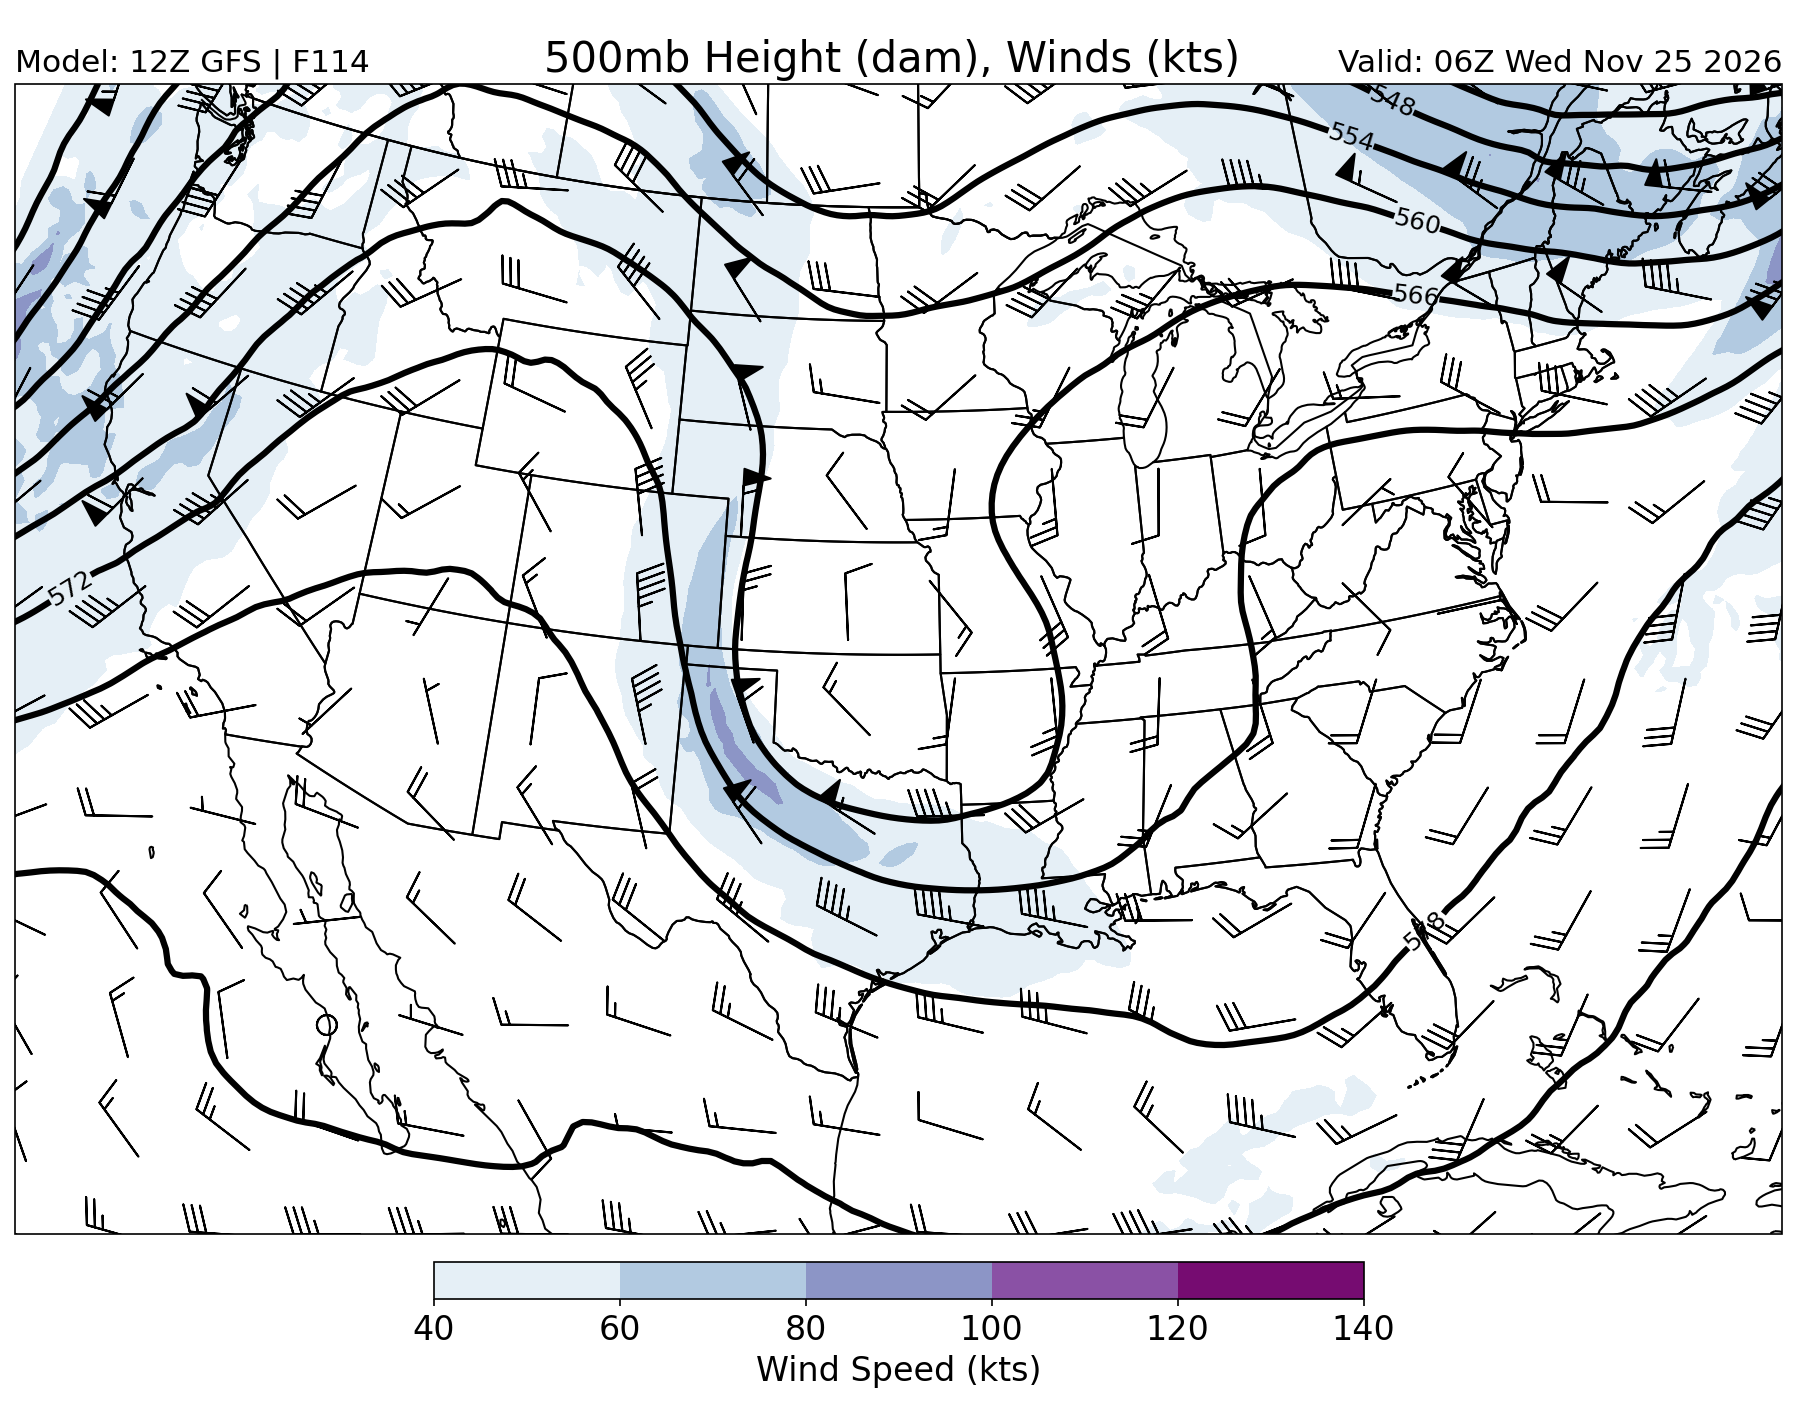 Model: 12Z GFS | F114
500mb Height (dam), Winds (kts)
Valid: 06Z Wed Nov 25 2026
548
554
560
566
572
578
40 60 80 100 120 140
Wind Speed (kts)